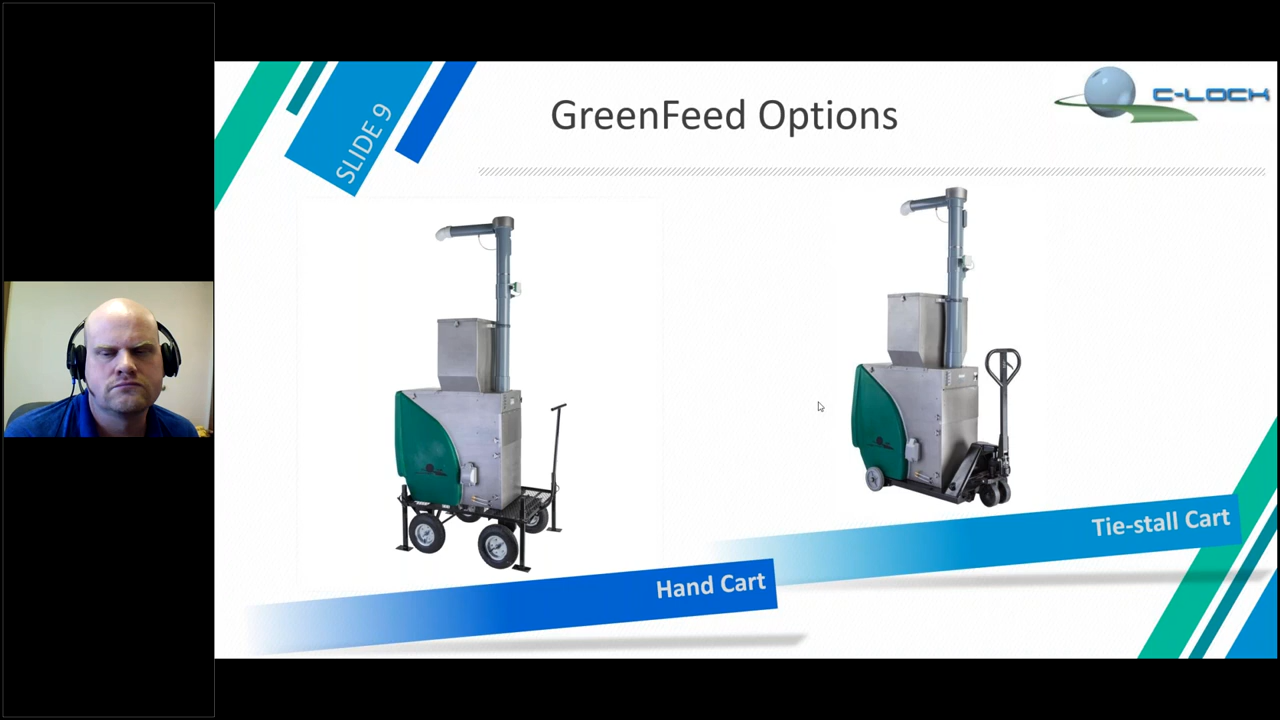 SLIDE 9
GreenFeed Options
C-LOCK
Tie-stall Cart
Hand Cart